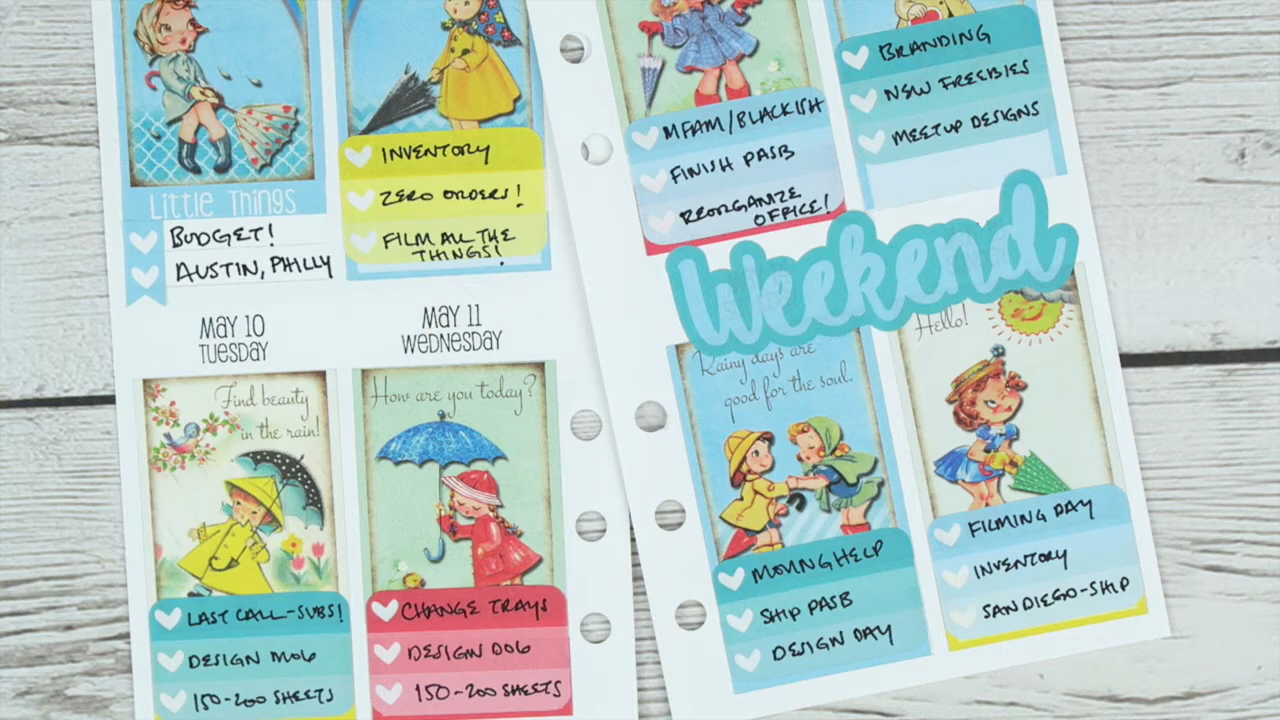 Little Things
BUDGET!
AUSTIN, PHILLY
INVENTORY
ZERO ORDERS!
FILM ALL THE
THINGS!
MAY 10
TUESDAY
Find beauty
in the rain!
LAST CALL-SUBS!
DESIGN MOG
150-200 SHEETS
MAY 11
WEDNESDAY
How are you today?
CHANGE TRAYS
DESIGN DOG
150-200 SHEETS
MFAM/BLACKISH
FINISH PASB
REORGANIZE
OFFICE!
BRANDING
NEW FREEBIES
MEETUP DESIGNS
Weekend
Rainy days are
good for the soul.
MOVING HELP
SHIP PASB
DESIGN DAY
Hello!
FILMING DAY
INVENTORY
SAN DIEGO-SHIP